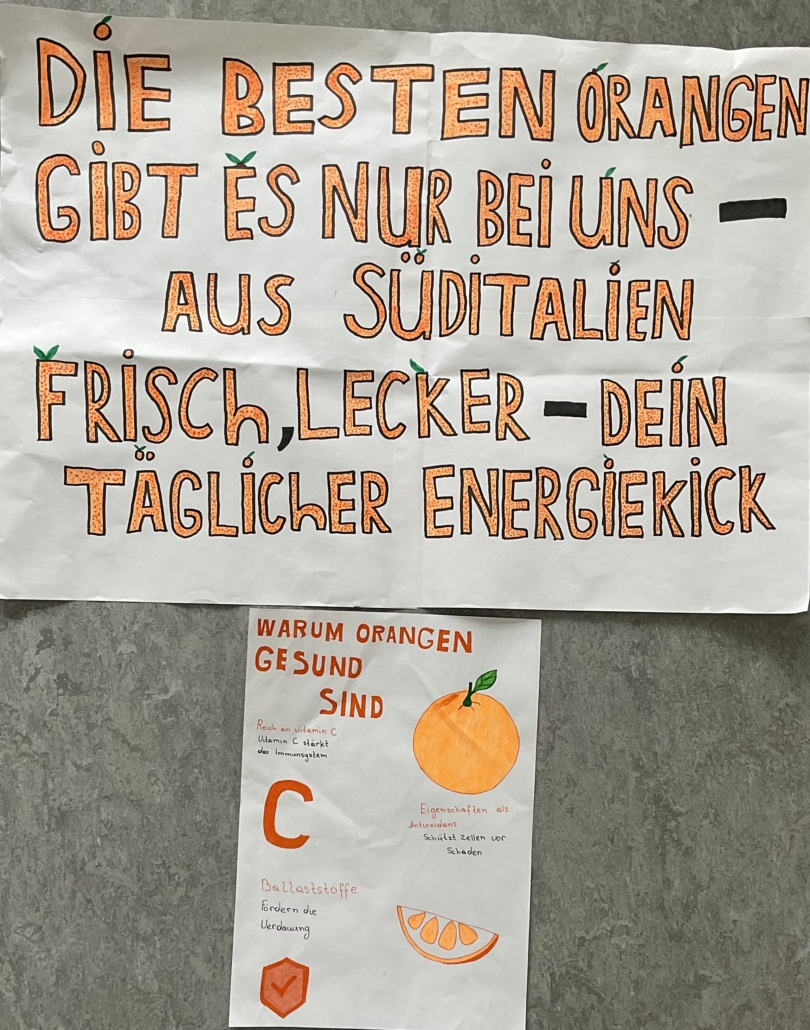 DIE BESTEN ORANGEN
GIBT ES NUR BEI UNS –
AUS SÜDITALIEN
FRISCH, LECKER – DEIN
TÄGLICHER ENERGIEKICK
WARUM ORANGEN
GESUND
SIND
Reich an vitamin C
Vitamin C stärkt
das Immunsystem
C
Eigenschaften als
Antioxidans
Schützt Zellen vor
Schäden
Ballaststoffe
Fördern die
Verdauung